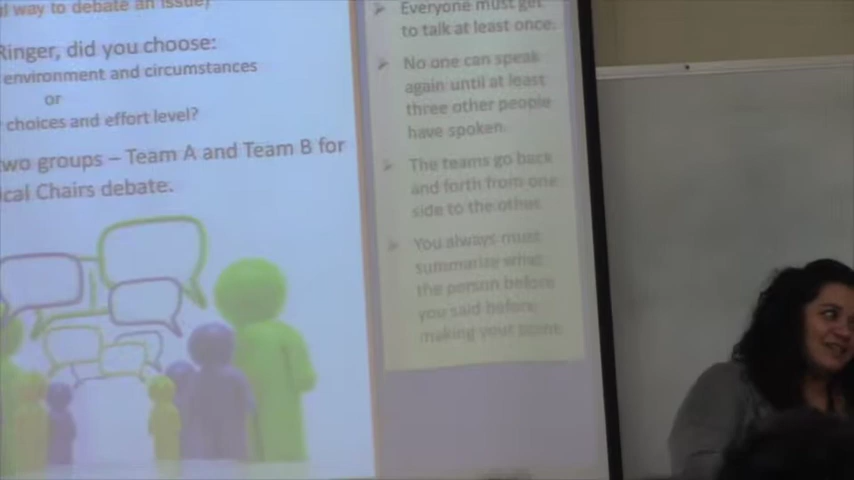 l way to debate an issue)
Ringer, did you choose:
environment and circumstances
or
choices and effort level?
two groups – Team A and Team B for
ical Chairs debate.
Everyone must get
to talk at least once.
No one can speak
again until at least
three other people
have spoken.
The teams go back
and forth from one
side to the other.
You always must
summarize what
the person before
you said before
making your point.